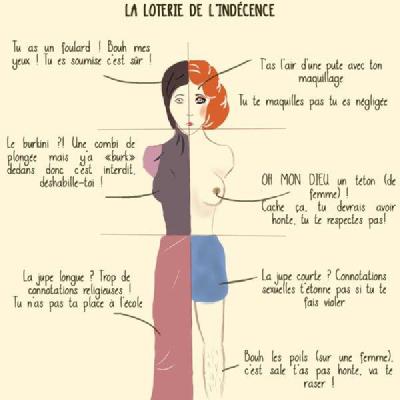 LA LOTERIE DE L'INDÉCENCE
Tu as un foulard ! Bouh mes
yeux ! Tu es soumise c'est sûr !
T'as l'air d'une pute avec ton
maquillage
Tu te maquilles pas tu es négligée
Le burkini ?! Une combi de
plongée mais y'a «burk»
dedans donc c'est interdit,
déshabille-toi !
OH MON DIEU un téton (de
femme) !
Cache ça, tu devrais avoir
honte, tu te respectes pas!
La jupe longue ? Trop de
connotations religieuses !
Tu n'as pas ta place à l'école
La jupe courte ? Connotations
sexuelles t'étonne pas si tu te
fais violer
Bouh les poils (sur une femme),
c'est sale t'as pas honte, va te
raser !